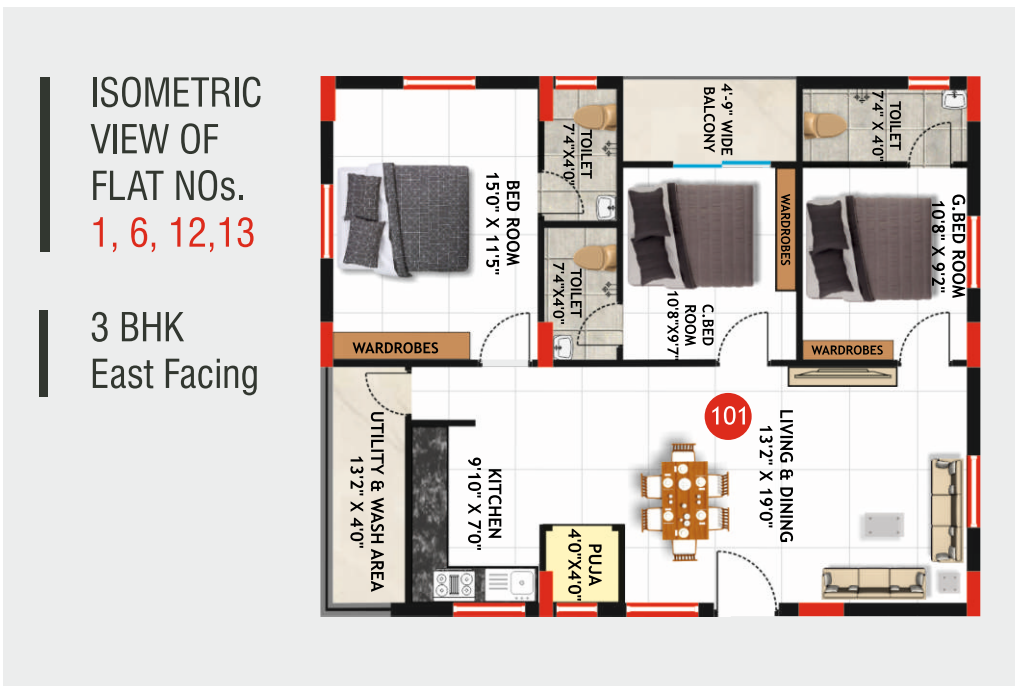 ISOMETRIC
VIEW OF
FLAT NOs.
1, 6, 12,13
3 BHK
East Facing
BED ROOM
15'0" X 11'5"
WARDROBES
TOILET
7'4"X4'0"
TOILET
7'4"X4'0"
4'-9" WIDE
BALCONY
C.BED
ROOM
10'8"X9'7"
WARDROBES
TOILET
7'4" X 4'0"
G.BED ROOM
10'8" X 9'2"
WARDROBES
101
LIVING & DINING
13'2" X 19'0"
UTILITY & WASH AREA
13'2" X 4'0"
KITCHEN
9'10" X 7'0"
PUJA
4'0"X4'0"